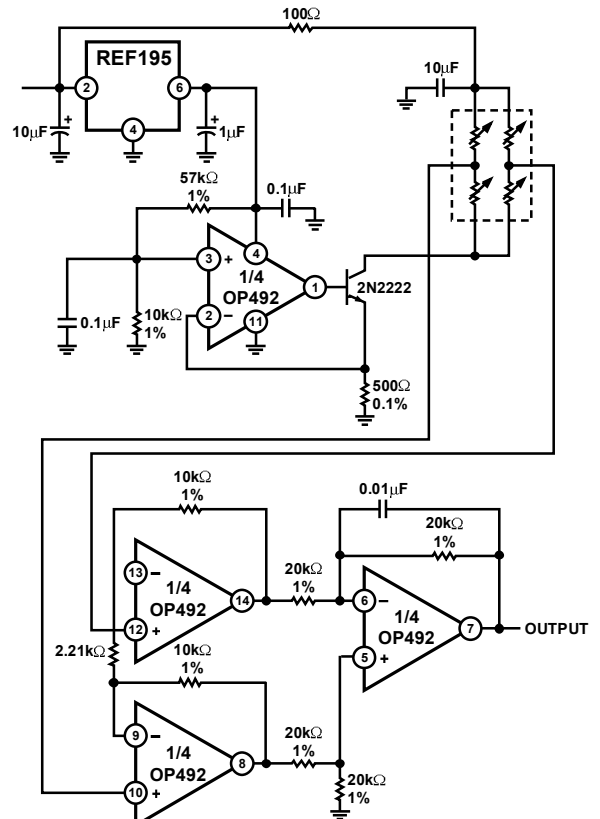 100Ω
REF195
2
6
4
10μF
+
1μF
+
10μF
57kΩ
1%
0.1μF
3
+
4
1/4
OP492
1
2N2222
2
−
11
0.1μF
10kΩ
1%
500Ω
0.1%
10kΩ
1%
0.01μF
20kΩ
1%
13
−
1/4
OP492
14
12
+
20kΩ
1%
6
−
1/4
OP492
7
OUTPUT
5
+
2.21kΩ
10kΩ
1%
9
−
1/4
OP492
8
10
+
20kΩ
1%
20kΩ
1%